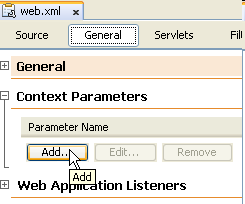 web.xml
Source General Servlets Fil
General
Context Parameters
Parameter Name
Add... Edit... Remove
Add
Web Application Listeners